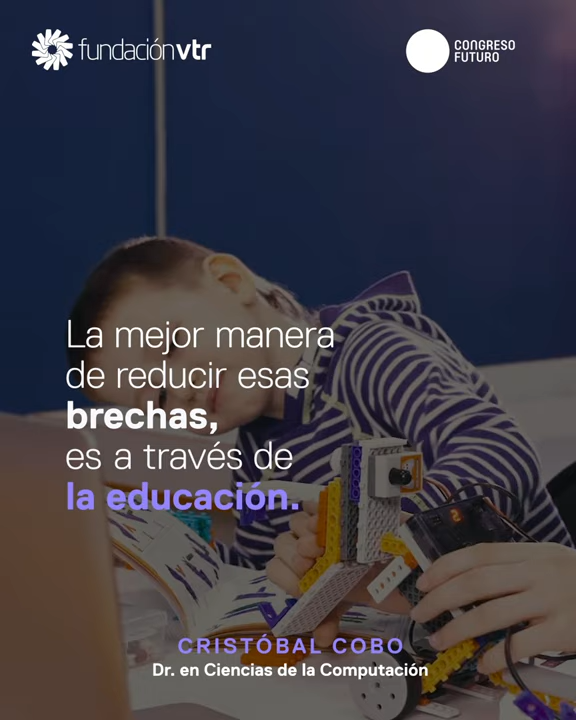 fundaciónvtr
CONGRESO
FUTURO
La mejor manera
de reducir esas
brechas,
es a través de
la educación.
CRISTÓBAL COBO
Dr. en Ciencias de la Computación